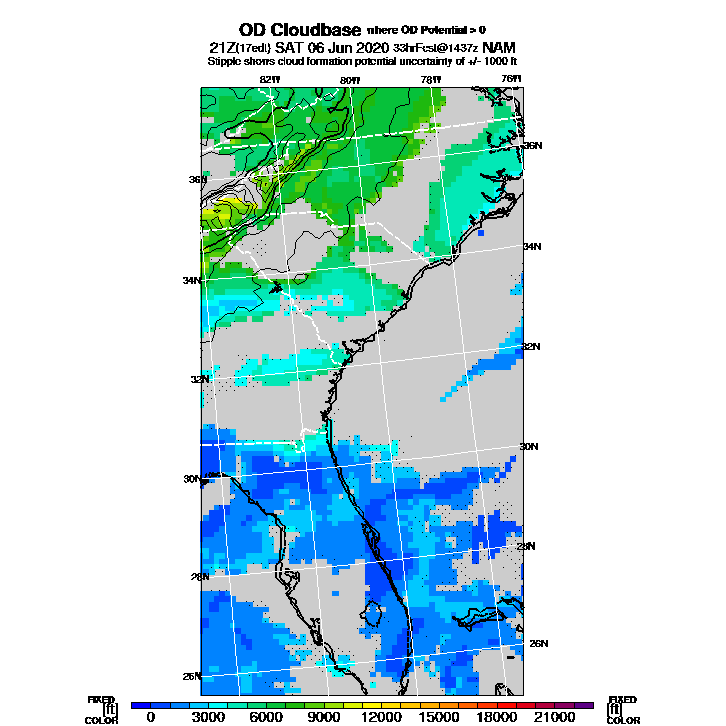 OD Cloudbase where OD Potential > 0
21Z(17edt) SAT 06 Jun 2020 33hrFcst@1437z NAM
Stipple shows cloud formation potential uncertainty of +/- 1000 ft
82W 80W 78W 76W
36N 36N
34N 34N
32N 32N
30N 30N
28N 28N
26N 26N
FIXED FIXED
[ft] 0 3000 6000 9000 12000 15000 18000 21000 [ft]
COLOR COLOR